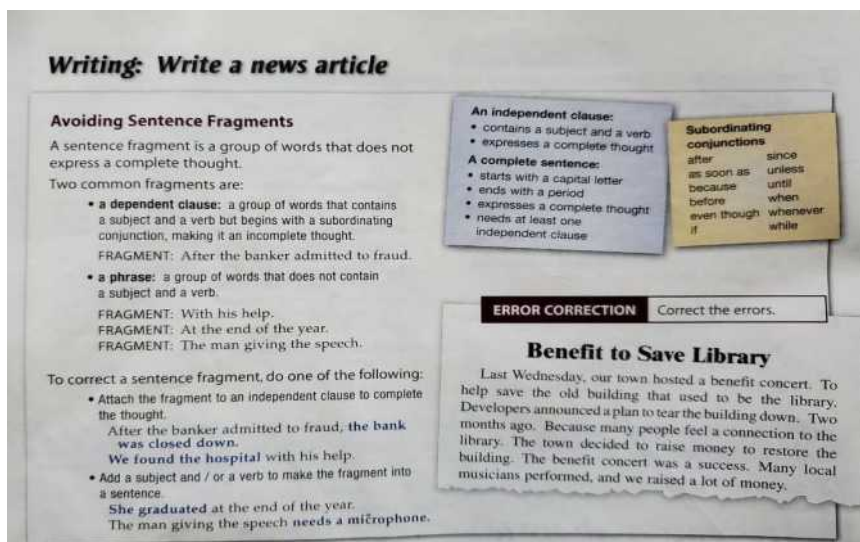 Writing: Write a news article
Avoiding Sentence Fragments
A sentence fragment is a group of words that does not
express a complete thought.
Two common fragments are:
• a dependent clause: a group of words that contains
a subject and a verb but begins with a subordinating
conjunction, making it an incomplete thought.
FRAGMENT: After the banker admitted to fraud.
• a phrase: a group of words that does not contain
a subject and a verb.
FRAGMENT: With his help.
FRAGMENT: At the end of the year.
FRAGMENT: The man giving the speech.
To correct a sentence fragment, do one of the following:
• Attach the fragment to an independent clause to complete
the thought.
After the banker admitted to fraud, the bank
was closed down.
We found the hospital with his help.
• Add a subject and / or a verb to make the fragment into
a sentence.
She graduated at the end of the year.
The man giving the speech needs a microphone.
An independent clause:
• contains a subject and a verb
• expresses a complete thought
A complete sentence:
• starts with a capital letter
• ends with a period
• expresses a complete thought
• needs at least one
independent clause
Subordinating
conjunctions
after since
as soon as unless
because until
before when
even though whenever
if while
ERROR CORRECTION Correct the errors.
Benefit to Save Library
Last Wednesday, our town hosted a benefit concert. To
help save the old building that used to be the library.
Developers announced a plan to tear the building down. Two
months ago. Because many people feel a connection to the
library. The town decided to raise money to restore the
building. The benefit concert was a success. Many local
musicians performed, and we raised a lot of money.